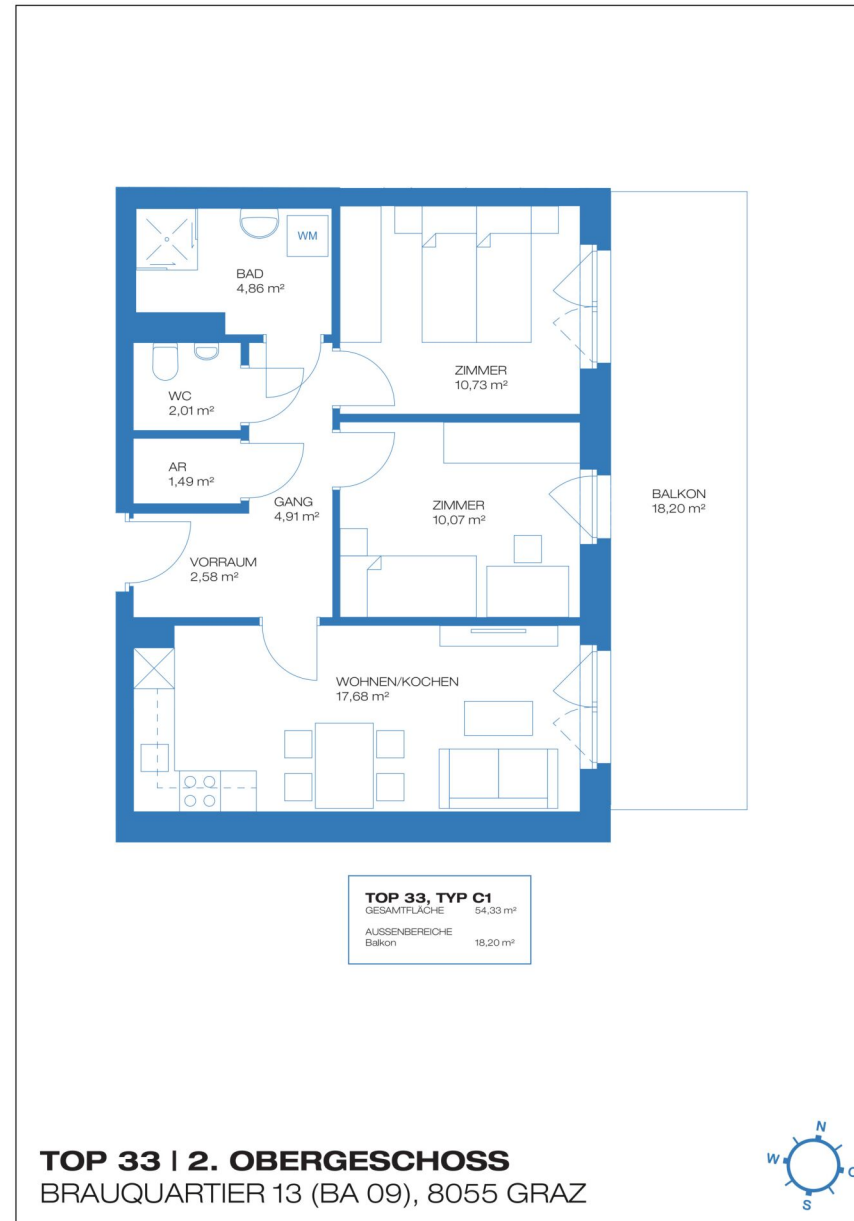 WM
BAD
4,86 m²
ZIMMER
10,73 m²
WC
2,01 m²
AR
1,49 m²
GANG
4,91 m²
ZIMMER
10,07 m²
BALKON
18,20 m²
VORRAUM
2,58 m²
WOHNEN/KOCHEN
17,68 m²
TOP 33, TYP C1
GESAMTFLÄCHE 54,33 m²
AUSSENBEREICHE
Balkon 18,20 m²
TOP 33 | 2. OBERGESCHOSS
BRAUQUARTIER 13 (BA 09), 8055 GRAZ
N
W
O
S